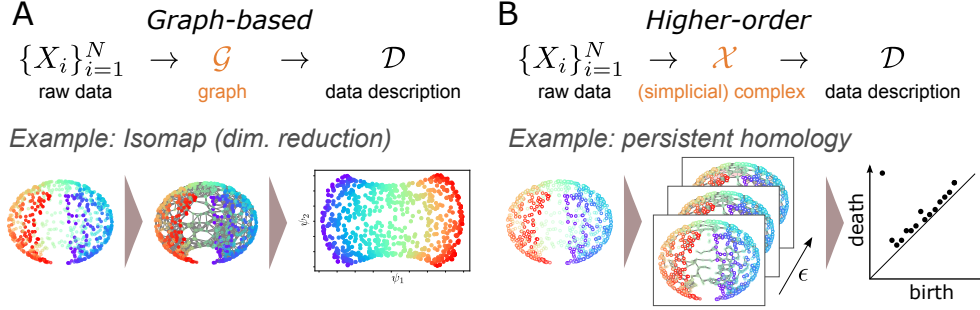 A
Graph-based
{X_i}_{i=1}^N → 𝒢 → 𝒟
raw data graph data description
Example: Isomap (dim. reduction)
ψ_2
ψ_1
B
Higher-order
{X_i}_{i=1}^N → 𝒳 → 𝒟
raw data (simplicial) complex data description
Example: persistent homology
ϵ
death
birth